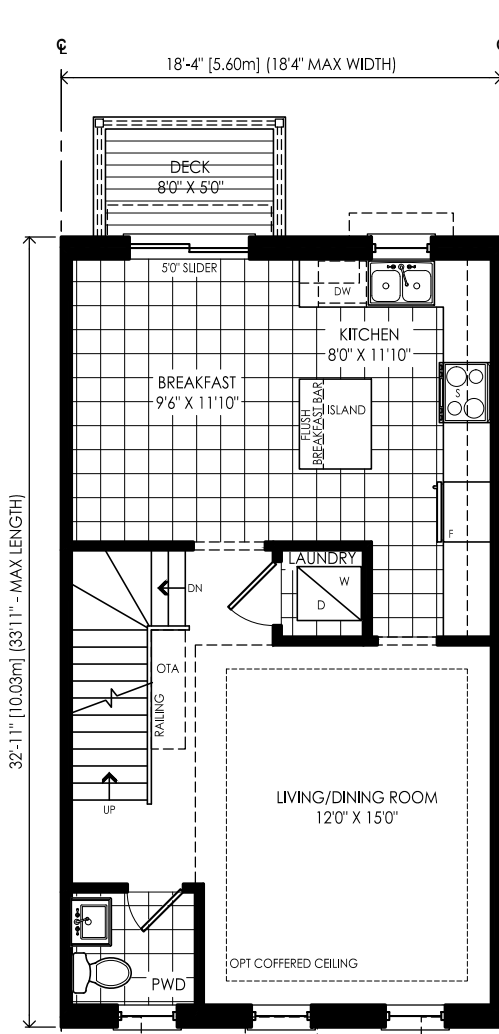 ℄
18'-4" [5.60m] (18'4" MAX WIDTH)
DECK
8'0" X 5'0"
5'0" SLIDER
DW
KITCHEN
8'0" X 11'10"
BREAKFAST
9'6" X 11'10"
FLUSH
BREAKFAST BAR
ISLAND
S
F
32'-11" [10.03m] (33'11" - MAX LENGTH)
LAUNDRY
W
D
DN
OTA
RAILING
UP
LIVING/DINING ROOM
12'0" X 15'0"
OPT COFFERED CEILING
PWD